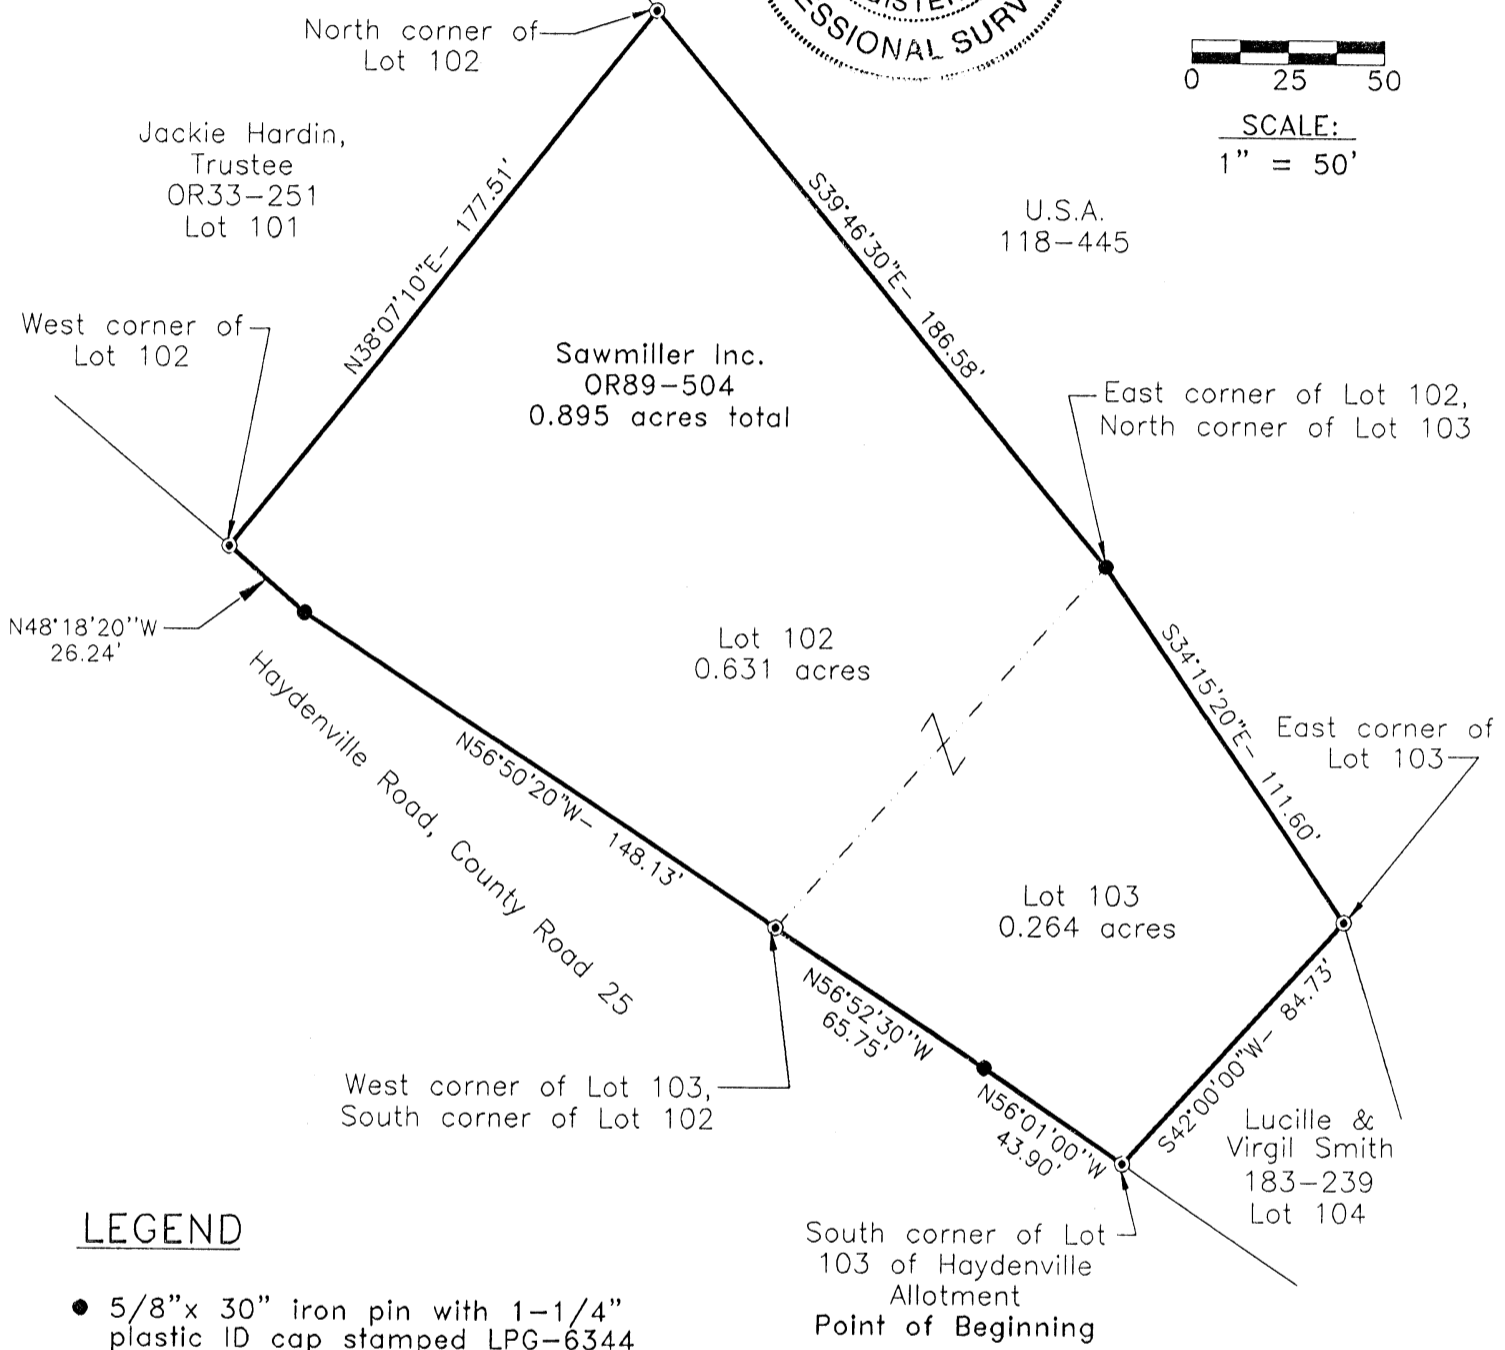 North corner of
Lot 102
GISTER
ESSIONAL SURV
0 25 50
SCALE:
1" = 50'
Jackie Hardin,
Trustee
OR33-251
Lot 101
N38°07'10"E- 177.51'
S39°46'30"E- 186.58'
U.S.A.
118-445
West corner of
Lot 102
Sawmiller Inc.
OR89-504
0.895 acres total
East corner of Lot 102,
North corner of Lot 103
N48°18'20"W
26.24'
Haydenville Road, County Road 25
Lot 102
0.631 acres
S34°15'20"E- 111.60'
East corner of
Lot 103
N56°50'20"W- 148.13'
Lot 103
0.264 acres
N56°52'30"W
65.75'
S42°00'00"W- 84.73'
West corner of Lot 103,
South corner of Lot 102
N56°01'00"W
43.90'
Lucille &
Virgil Smith
183-239
Lot 104
South corner of Lot
103 of Haydenville
Allotment
Point of Beginning
LEGEND
5/8"x 30" iron pin with 1-1/4"
plastic ID cap stamped LPG-6344